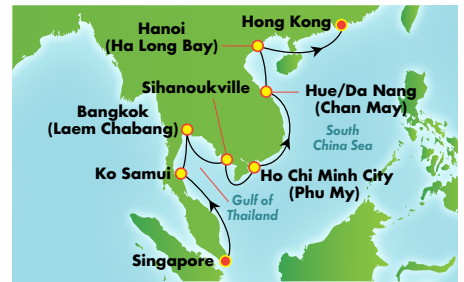 Hanoi
(Ha Long Bay)
Hong Kong
Sihanoukville
Hue/Da Nang
(Chan May)
Bangkok
(Laem Chabang)
South
China Sea
Ko Samui
Ho Chi Minh City
(Phu My)
Gulf of
Thailand
Singapore